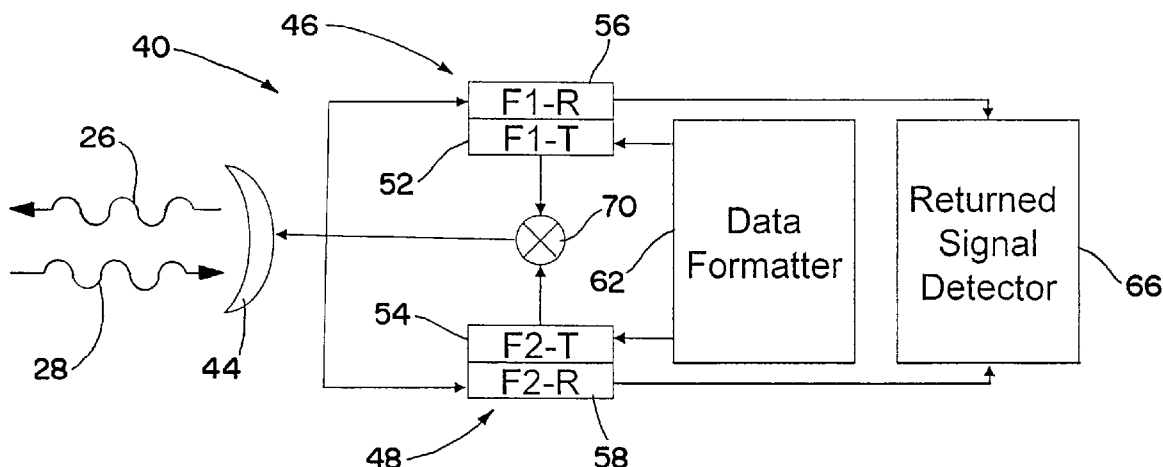 46
56
40
F1-R
26
F1-T
52
70
Data
Formatter
62
Returned
Signal
Detector
66
54
F2-T
28
44
F2-R
48
58